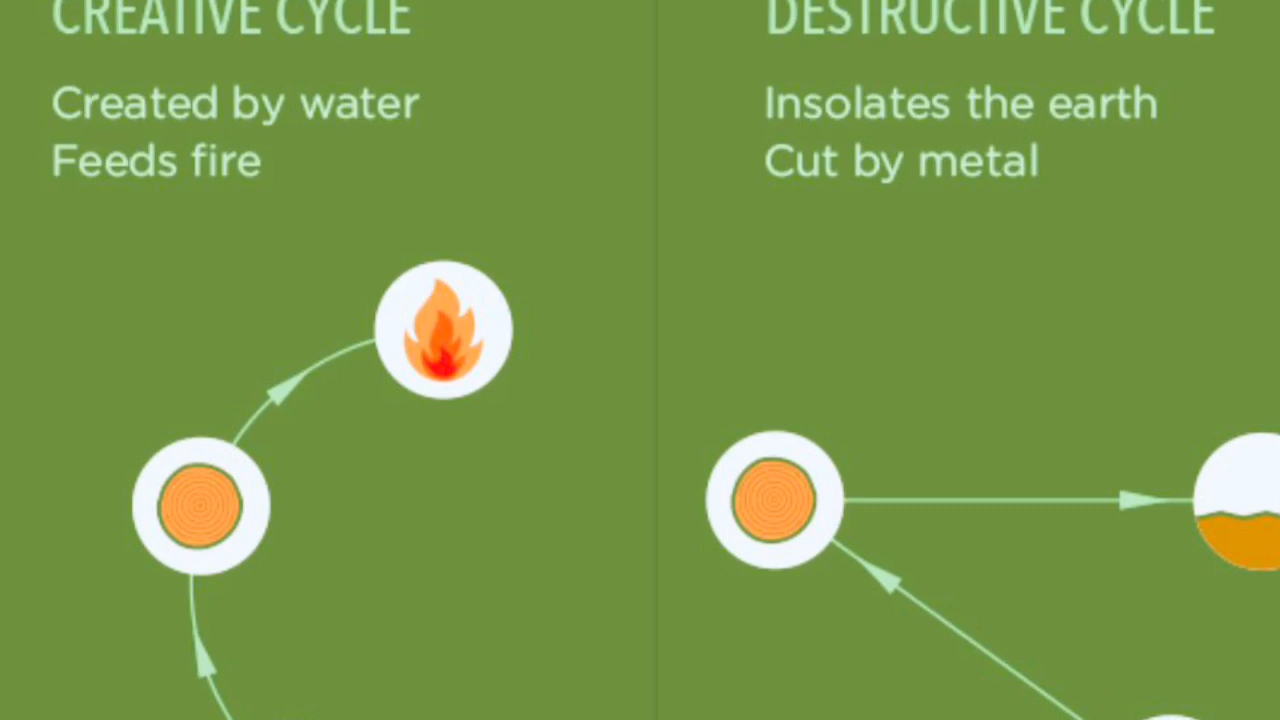 CREATIVE CYCLE
Created by water
Feeds fire
DESTRUCTIVE CYCLE
Insolates the earth
Cut by metal